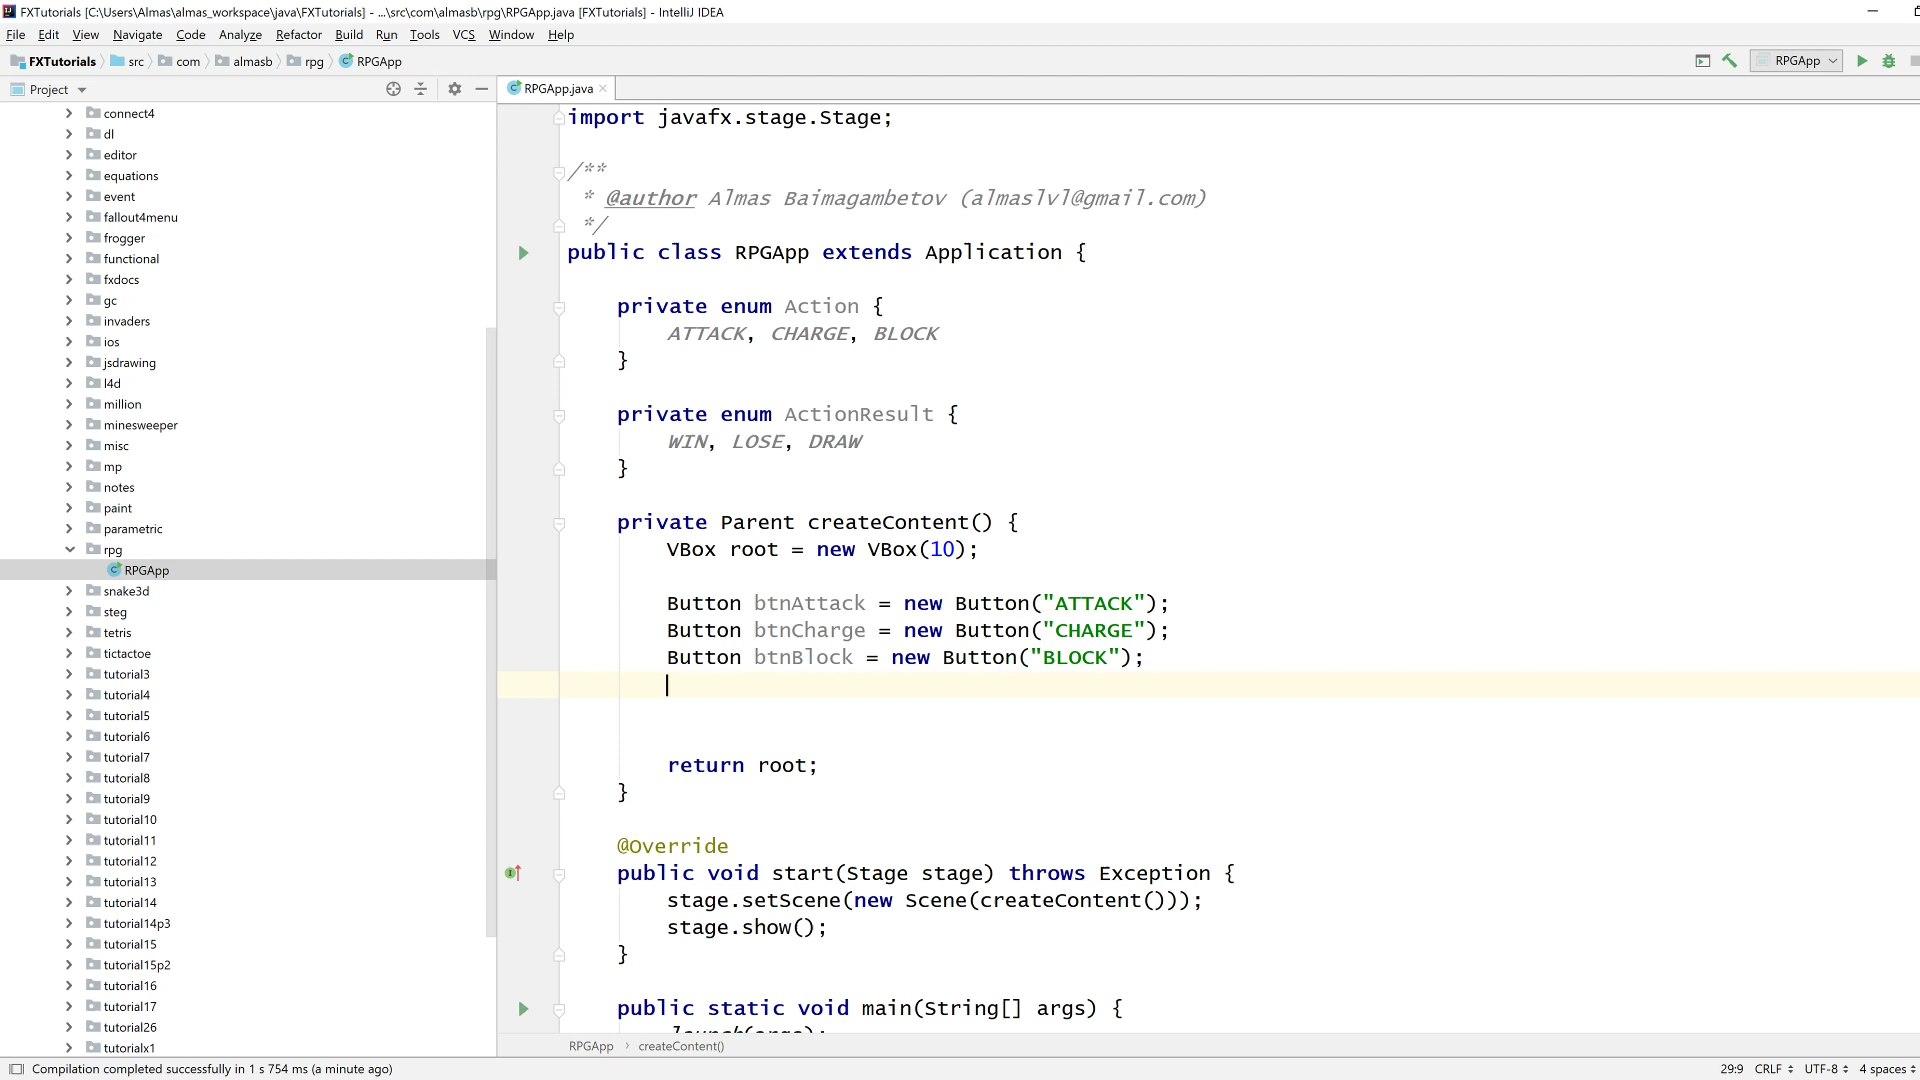 FXTutorials [C:\Users\Almas\almas_workspace\java\FXTutorials] - ...\src\com\almasb\rpg\RPGApp.java [FXTutorials] - IntelliJ IDEA
File Edit View Navigate Code Analyze Refactor Build Run Tools VCS Window Help
FXTutorials src com almasb rpg RPGApp
RPGApp
Project
RPGApp.java
connect4
dl
editor
equations
event
fallout4menu
frogger
functional
fxdocs
gc
invaders
ios
jsdrawing
l4d
million
minesweeper
misc
mp
notes
paint
parametric
rpg
RPGApp
snake3d
steg
tetris
tictactoe
tutorial3
tutorial4
tutorial5
tutorial6
tutorial7
tutorial8
tutorial9
tutorial10
tutorial11
tutorial12
tutorial13
tutorial14
tutorial14p3
tutorial15
tutorial15p2
tutorial16
tutorial17
tutorial26
tutorialx1
import javafx.stage.Stage;
/**
* @author Almas Baimagambetov (almaslvl@gmail.com)
*/
public class RPGApp extends Application {
private enum Action {
ATTACK, CHARGE, BLOCK
}
private enum ActionResult {
WIN, LOSE, DRAW
}
private Parent createContent() {
VBox root = new VBox(10);
Button btnAttack = new Button("ATTACK");
Button btnCharge = new Button("CHARGE");
Button btnBlock = new Button("BLOCK");
return root;
}
@Override
public void start(Stage stage) throws Exception {
stage.setScene(new Scene(createContent()));
stage.show();
}
public static void main(String[] args) {
launch(args);
RPGApp createContent()
Compilation completed successfully in 1 s 754 ms (a minute ago)
29:9 CRLF UTF-8 4 spaces